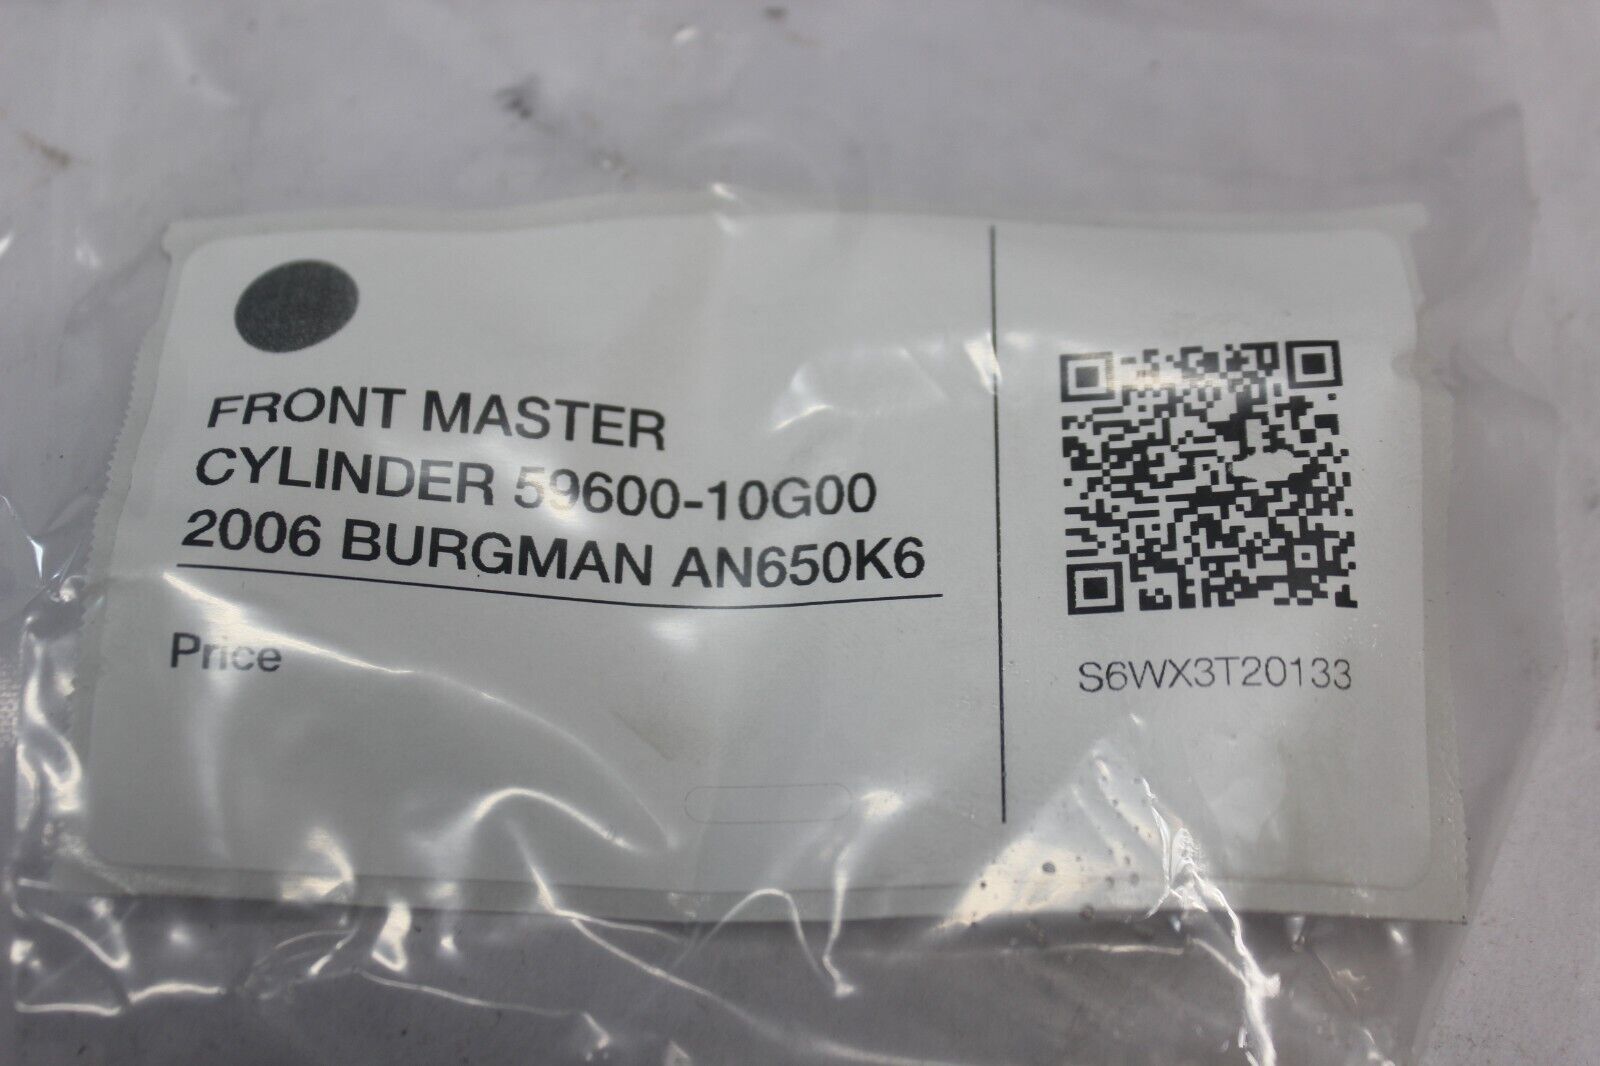 FRONT MASTER
CYLINDER 59600-10G00
2006 BURGMAN AN650K6
Price
S6WX3T20133